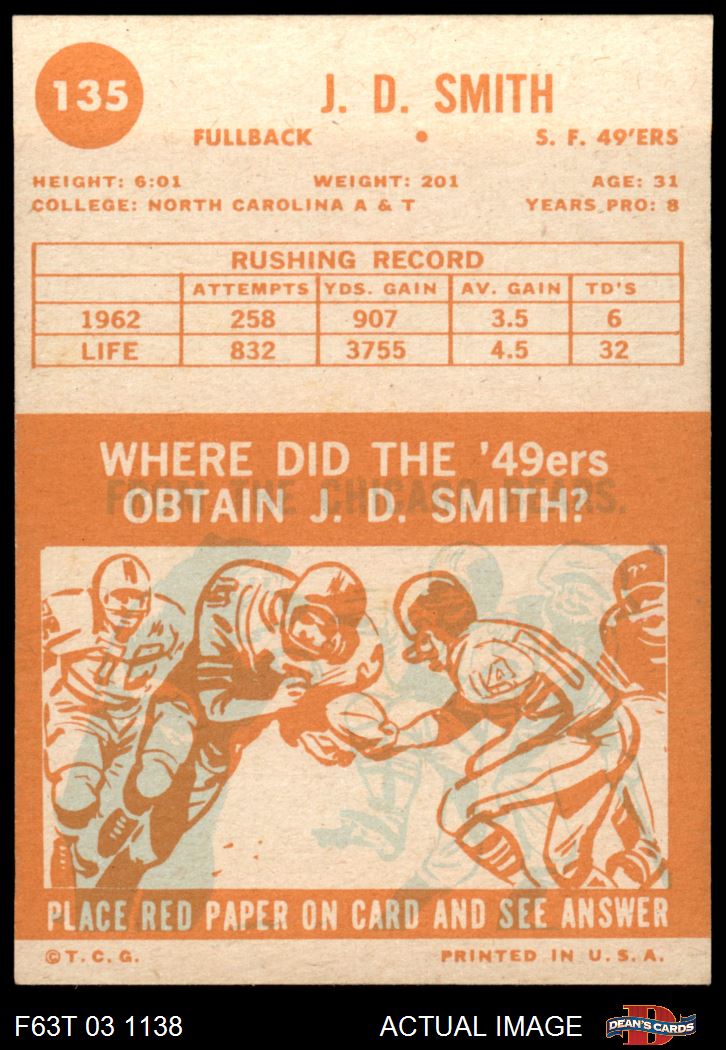 135
J. D. SMITH
FULLBACK • S. F. 49'ERS
HEIGHT: 6:01 WEIGHT: 201 AGE: 31
COLLEGE: NORTH CAROLINA A & T YEARS PRO: 8
RUSHING RECORD
ATTEMPTS YDS. GAIN AV. GAIN TD'S
1962 258 907 3.5 6
LIFE 832 3755 4.5 32
WHERE DID THE '49ers
FROM THE CHICAGO BEARS.
OBTAIN J. D. SMITH?
PLACE RED PAPER ON CARD AND SEE ANSWER
© T. C. G. PRINTED IN U. S. A.
F63T 03 1138 ACTUAL IMAGE D DEAN'S CARDS